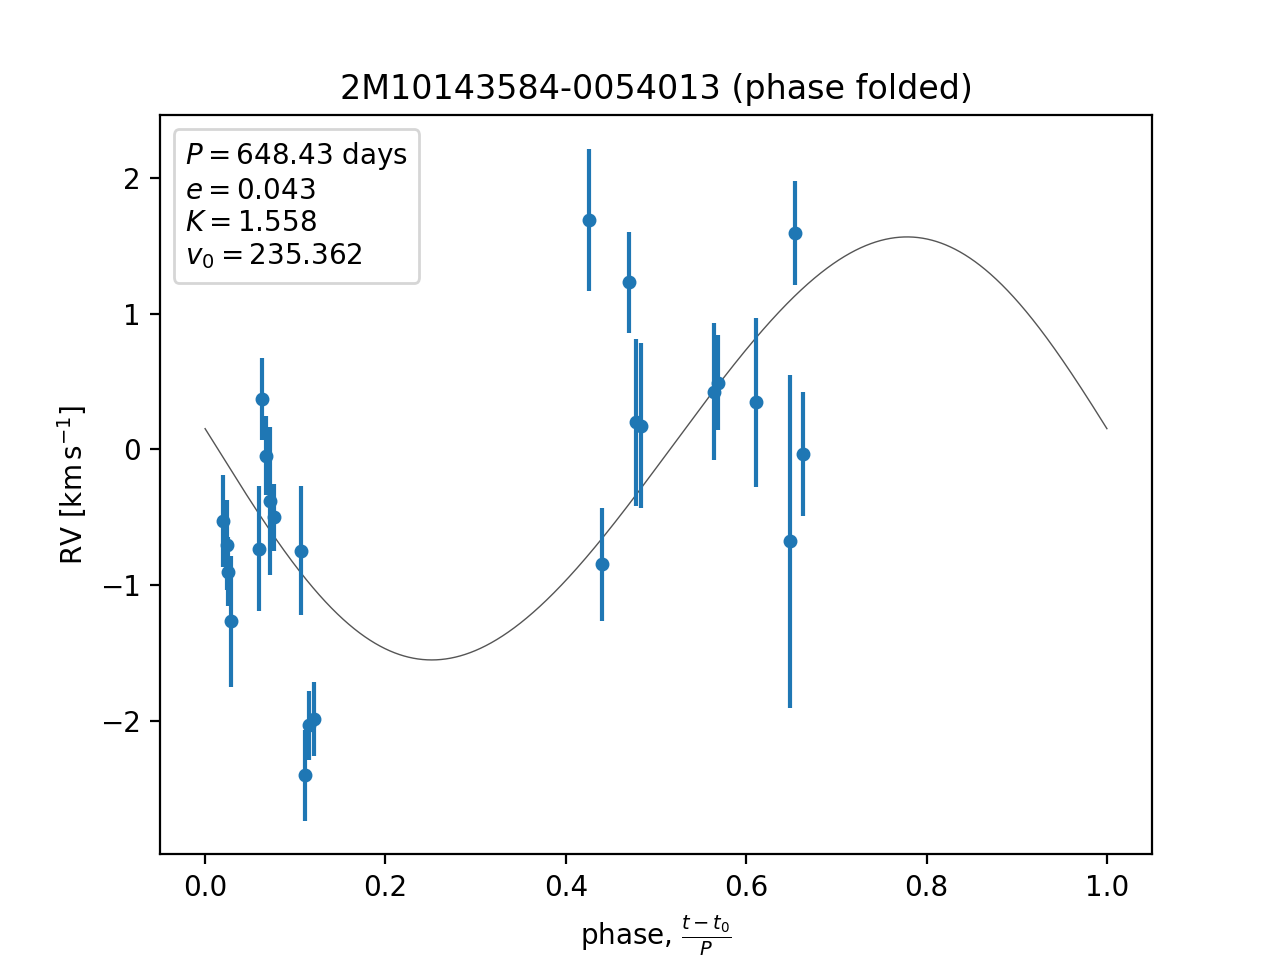 2M10143584-0054013 (phase folded)
P = 648.43 days
e = 0.043
K = 1.558
v₀ = 235.362
2
1
0
−1
−2
RV [km s⁻¹]
0.0 0.2 0.4 0.6 0.8 1.0
phase, (t − t₀)/P